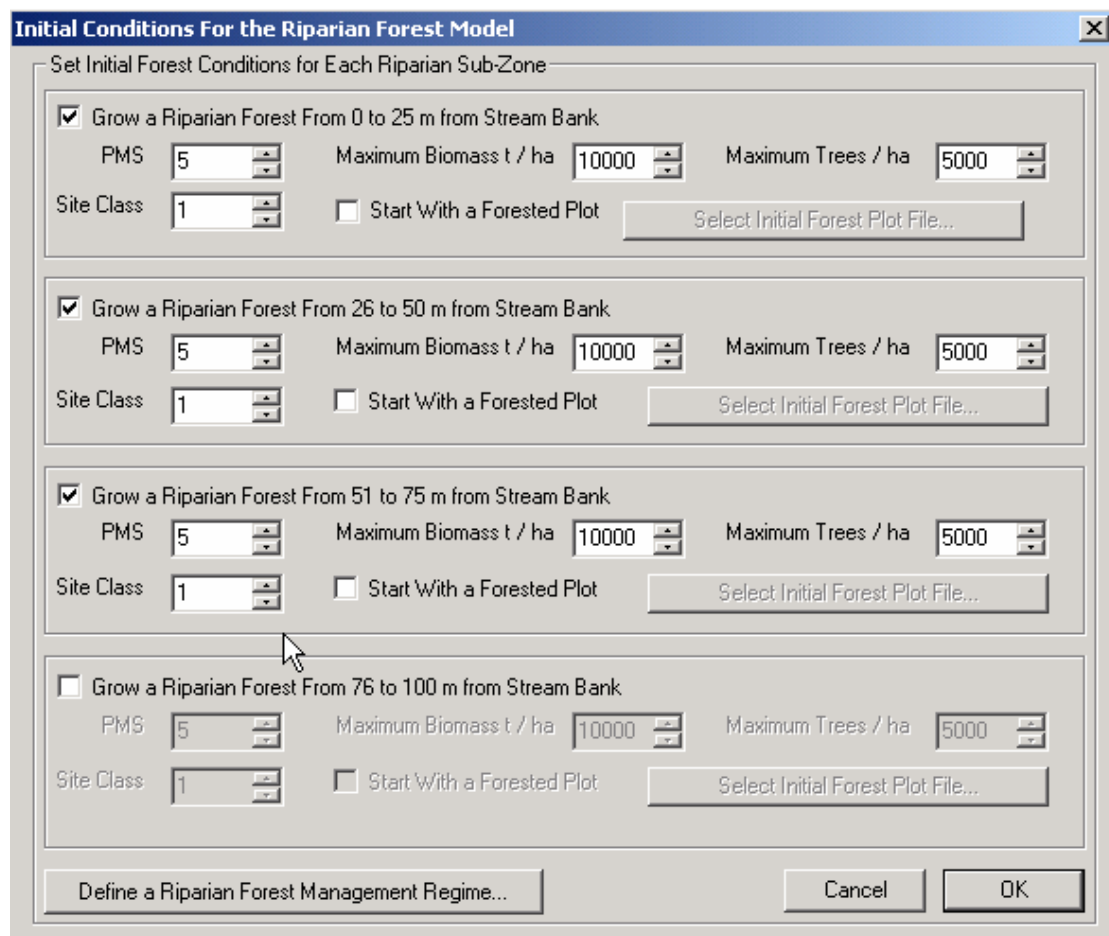 Initial Conditions For the Riparian Forest Model
Set Initial Forest Conditions for Each Riparian Sub-Zone
Grow a Riparian Forest From 0 to 25 m from Stream Bank
PMS 5 Maximum Biomass t / ha 10000 Maximum Trees / ha 5000
Site Class 1 Start With a Forested Plot Select Initial Forest Plot File...
Grow a Riparian Forest From 26 to 50 m from Stream Bank
PMS 5 Maximum Biomass t / ha 10000 Maximum Trees / ha 5000
Site Class 1 Start With a Forested Plot Select Initial Forest Plot File...
Grow a Riparian Forest From 51 to 75 m from Stream Bank
PMS 5 Maximum Biomass t / ha 10000 Maximum Trees / ha 5000
Site Class 1 Start With a Forested Plot Select Initial Forest Plot File...
Grow a Riparian Forest From 76 to 100 m from Stream Bank
PMS 5 Maximum Biomass t / ha 10000 Maximum Trees / ha 5000
Site Class 1 Start With a Forested Plot Select Initial Forest Plot File...
Define a Riparian Forest Management Regime... Cancel OK